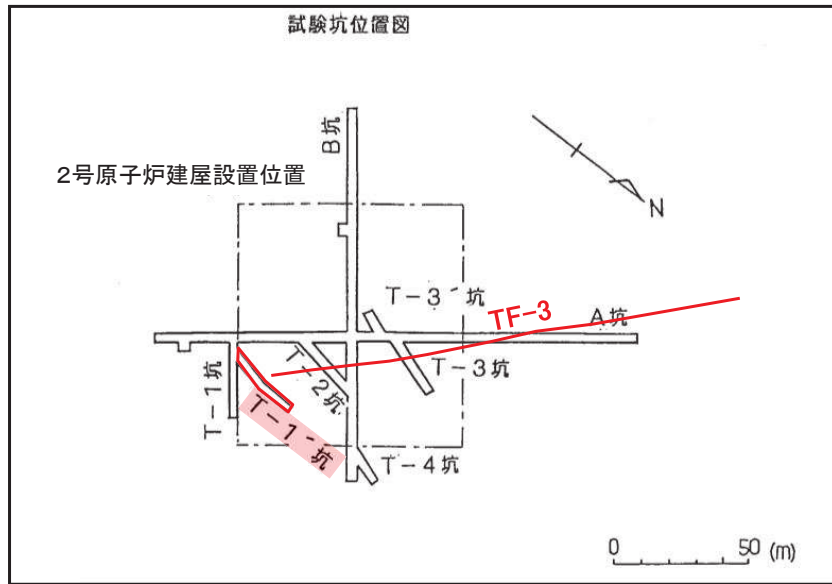 試験坑位置図
B坑
2号原子炉建屋設置位置
N
T-3´坑
TF-3
A坑
T-3坑
T-2坑
T-1坑
T-1´坑
T-4坑
0 50 (m)